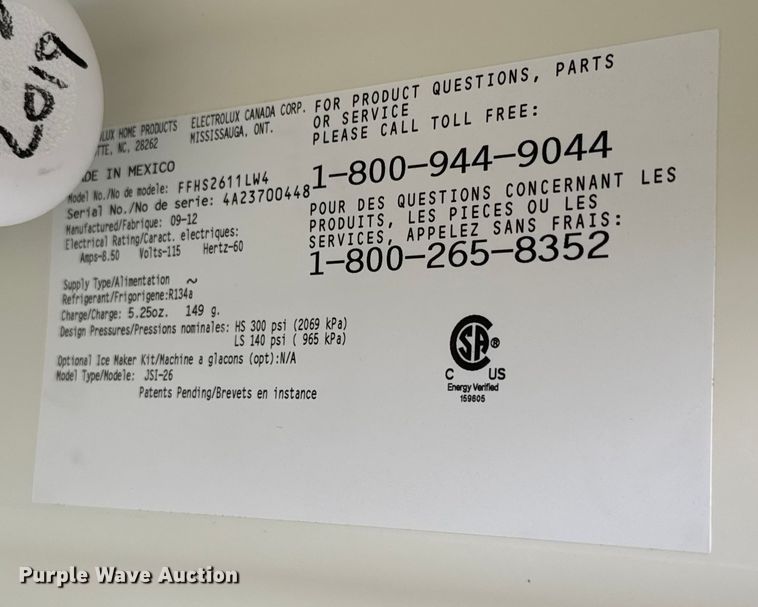 2019
LUX HOME PRODUCTS
TTE, NC, 28262
ELECTROLUX CANADA CORP.
MISSISSAUGA, ONT.
DE IN MEXICO
Model No./No de modele: FFHS2611LW4
Serial No./No de serie: 4A23700448
Manufactured/Fabrique: 09-12
Electrical Rating/Caract. electriques:
Amps-8.50 Volts-115 Hertz-60
Supply Type/Alimentation ~
Refrigerant/Frigorigene:R134a
Charge/Charge: 5.25oz. 149 g.
Design Pressures/Pressions nominales: HS 300 psi (2069 kPa)
LS 140 psi ( 965 kPa)
Optional Ice Maker Kit/Machine a glacons (opt):N/A
Model Type/Modele: JSI-26
Patents Pending/Brevets en instance
FOR PRODUCT QUESTIONS, PARTS
OR SERVICE
PLEASE CALL TOLL FREE:
1-800-944-9044
POUR DES QUESTIONS CONCERNANT LES
PRODUITS, LES PIECES OU LES
SERVICES, APPELEZ SANS FRAIS:
1-800-265-8352
SA®
C US
Energy Verified
159605
Purple Wave Auction